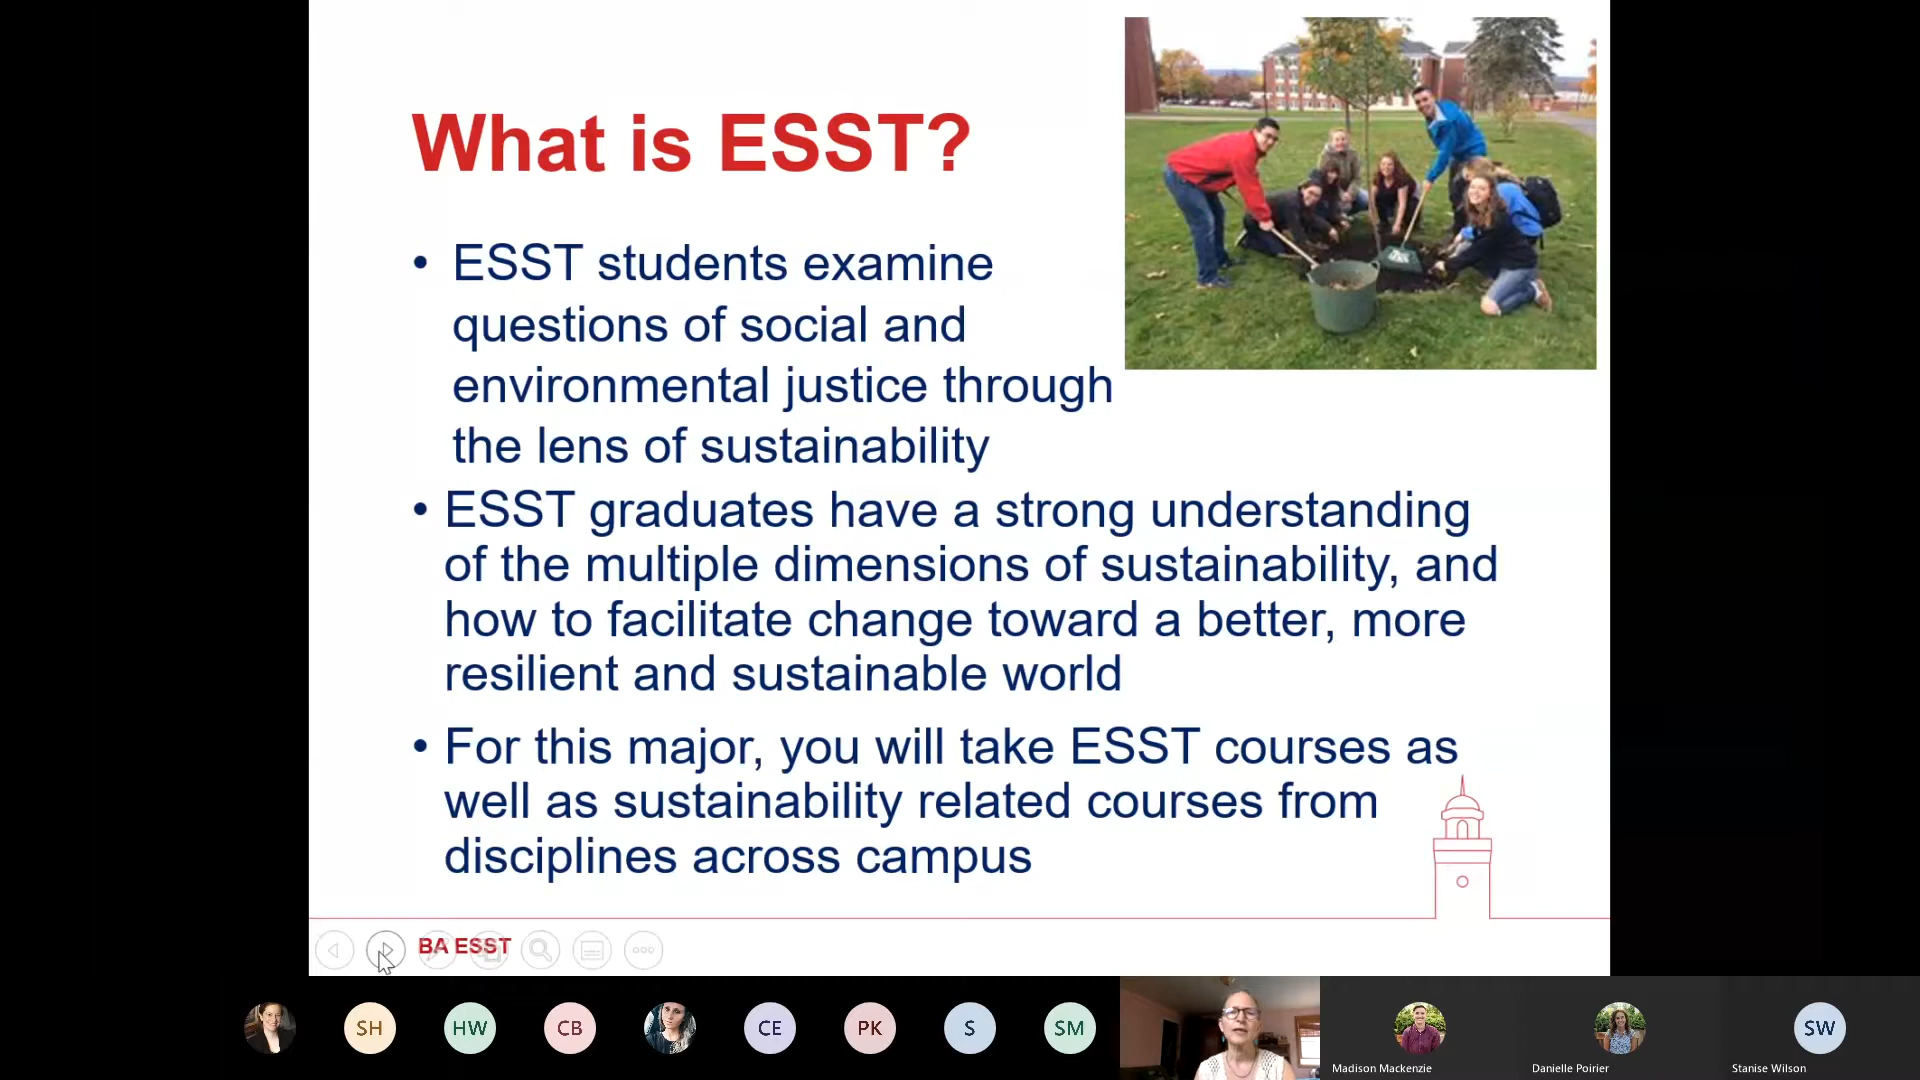 What is ESST?
• ESST students examine
questions of social and
environmental justice through
the lens of sustainability
• ESST graduates have a strong understanding
of the multiple dimensions of sustainability, and
how to facilitate change toward a better, more
resilient and sustainable world
• For this major, you will take ESST courses as
well as sustainability related courses from
disciplines across campus
BA ESST
SH
HW
CB
CE
PK
S
SM
SW
Madison Mackenzie
Danielle Poirier
Stanise Wilson